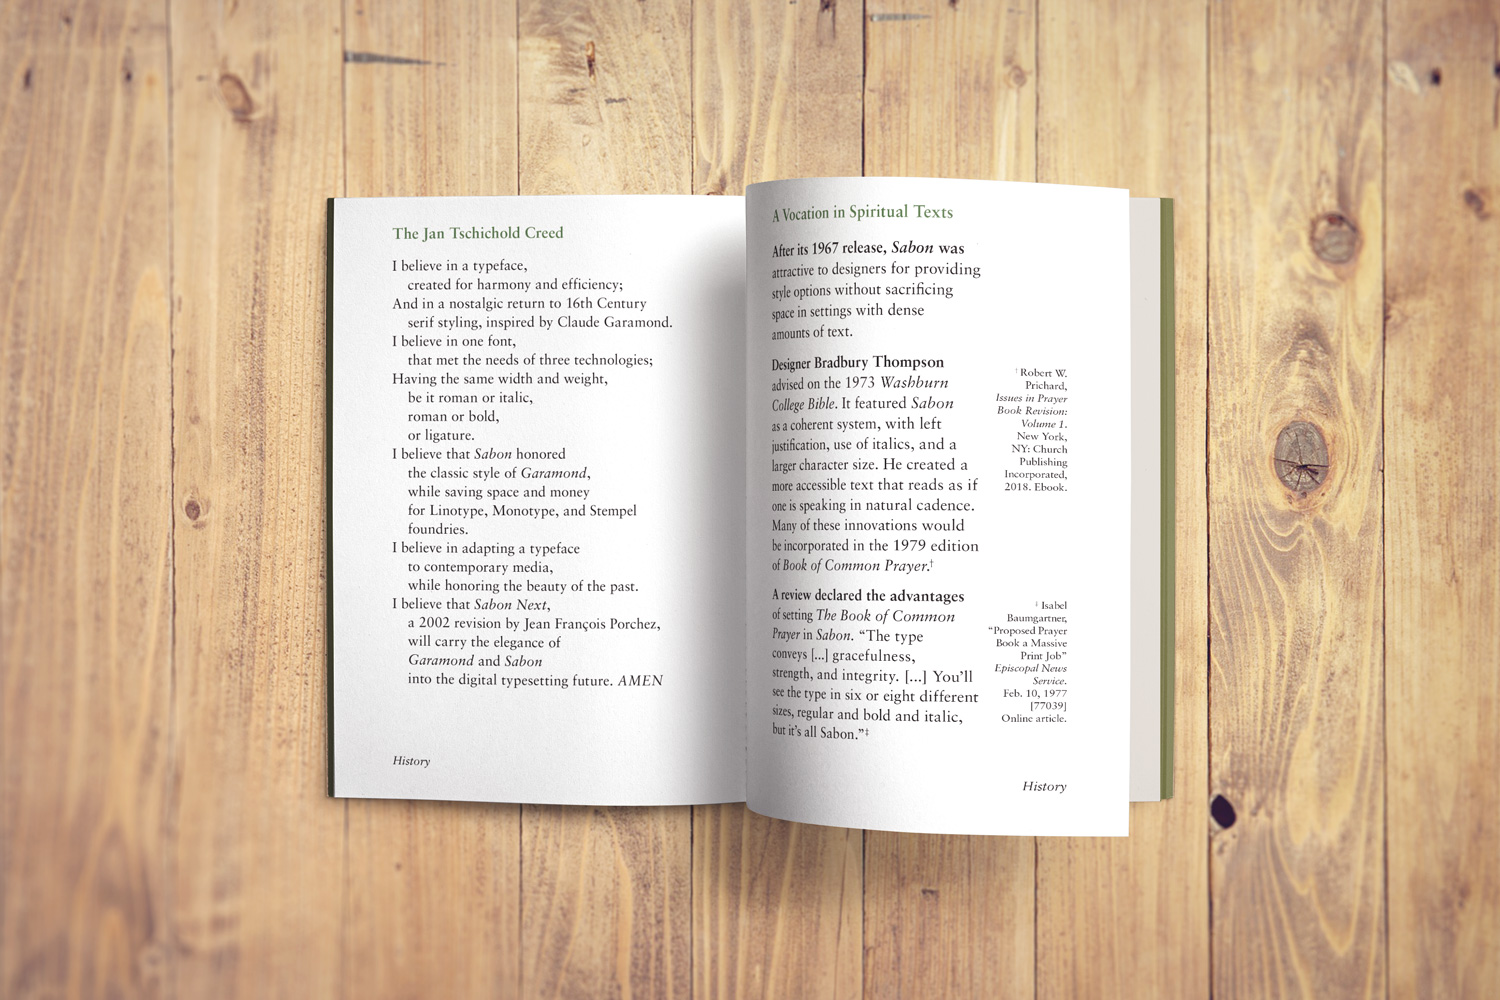 The Jan Tschichold Creed
I believe in a typeface,
created for harmony and efficiency;
And in a nostalgic return to 16th Century
serif styling, inspired by Claude Garamond.
I believe in one font,
that met the needs of three technologies;
Having the same width and weight,
be it roman or italic,
roman or bold,
or ligature.
I believe that Sabon honored
the classic style of Garamond,
while saving space and money
for Linotype, Monotype, and Stempel
foundries.
I believe in adapting a typeface
to contemporary media,
while honoring the beauty of the past.
I believe that Sabon Next,
a 2002 revision by Jean François Porchez,
will carry the elegance of
Garamond and Sabon
into the digital typesetting future. AMEN
History
A Vocation in Spiritual Texts
After its 1967 release, Sabon was
attractive to designers for providing
style options without sacrificing
space in settings with dense
amounts of text.
Designer Bradbury Thompson
advised on the 1973 Washburn
College Bible. It featured Sabon
as a coherent system, with left
justification, use of italics, and a
larger character size. He created a
more accessible text that reads as if
one is speaking in natural cadence.
Many of these innovations would
be incorporated in the 1979 edition
of Book of Common Prayer.†
† Robert W.
Prichard,
Issues in Prayer
Book Revision:
Volume 1.
New York,
NY: Church
Publishing
Incorporated,
2018. Ebook.
A review declared the advantages
of setting The Book of Common
Prayer in Sabon. “The type
conveys [...] gracefulness,
strength, and integrity. [...] You’ll
see the type in six or eight different
sizes, regular and bold and italic,
but it’s all Sabon.”‡
‡ Isabel
Baumgartner,
“Proposed Prayer
Book a Massive
Print Job”
Episcopal News
Service.
Feb. 10, 1977
[77039]
Online article.
History